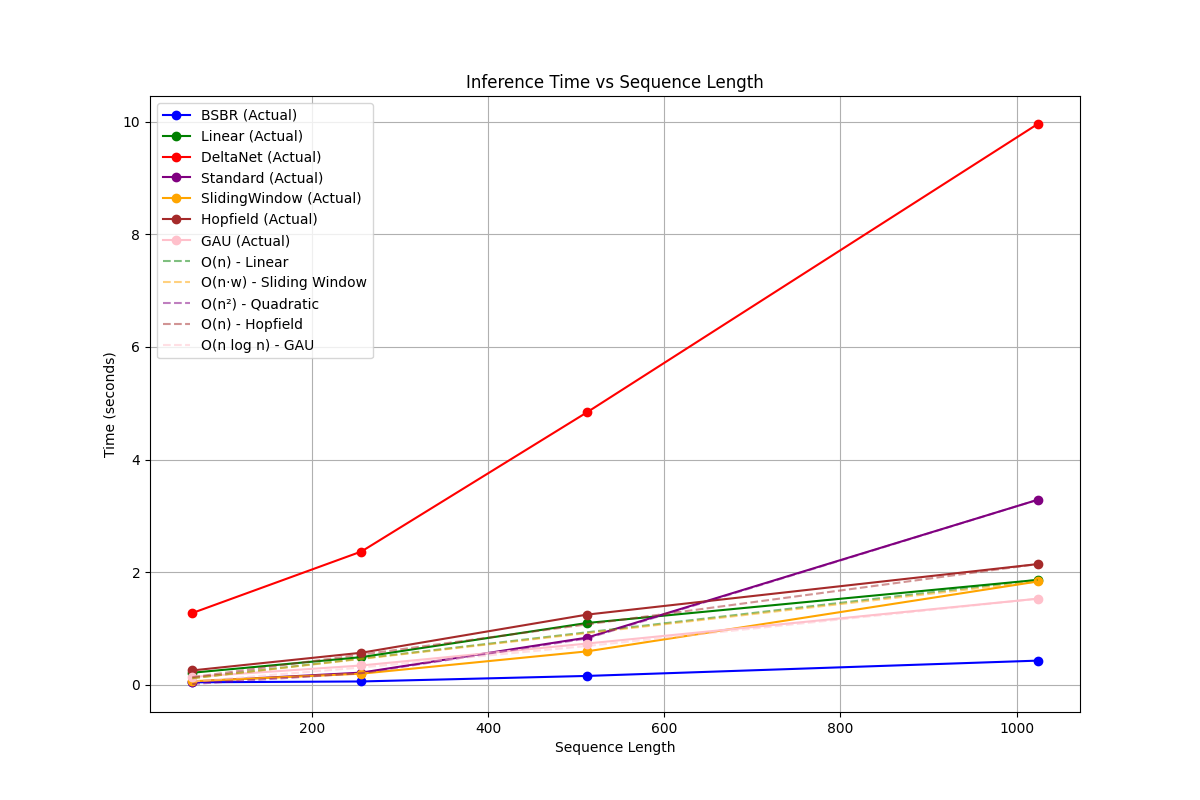 Inference Time vs Sequence Length
BSBR (Actual)
Linear (Actual)
DeltaNet (Actual)
Standard (Actual)
SlidingWindow (Actual)
Hopfield (Actual)
GAU (Actual)
O(n) - Linear
O(n·w) - Sliding Window
O(n²) - Quadratic
O(n) - Hopfield
O(n log n) - GAU
Time (seconds)
10
8
6
4
2
0
200 400 600 800 1000
Sequence Length